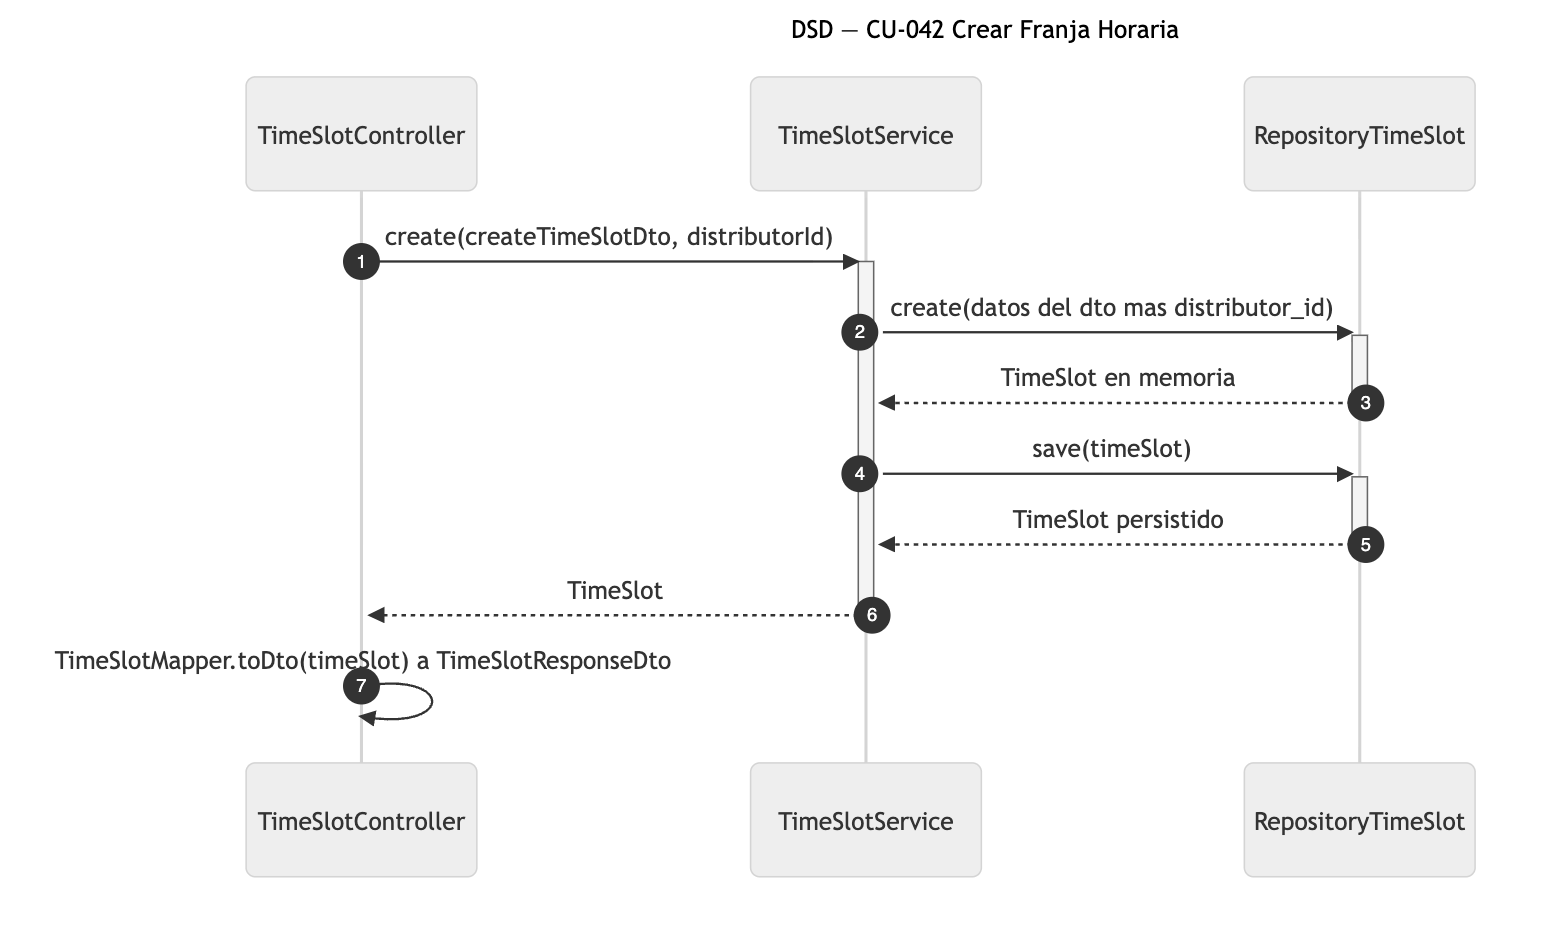 DSD — CU-042 Crear Franja Horaria
TimeSlotController
TimeSlotService
RepositoryTimeSlot
create(createTimeSlotDto, distributorId)
1
create(datos del dto mas distributor_id)
2
TimeSlot en memoria
3
save(timeSlot)
4
TimeSlot persistido
5
TimeSlot
6
TimeSlotMapper.toDto(timeSlot) a TimeSlotResponseDto
7
TimeSlotController
TimeSlotService
RepositoryTimeSlot